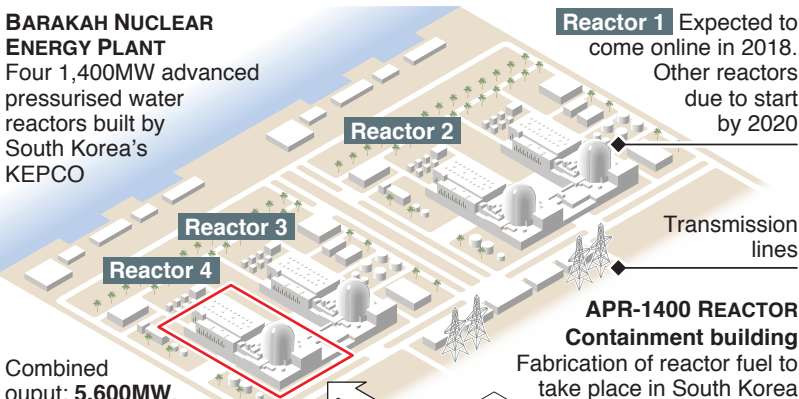 BARAKAH NUCLEAR
ENERGY PLANT
Four 1,400MW advanced
pressurised water
reactors built by
South Korea's
KEPCO
Reactor 1 Expected to
come online in 2018.
Other reactors
due to start
by 2020
Reactor 2
Reactor 3
Reactor 4
Transmission
lines
APR-1400 REACTOR
Containment building
Fabrication of reactor fuel to
take place in South Korea
Combined
ouput: 5,600MW.